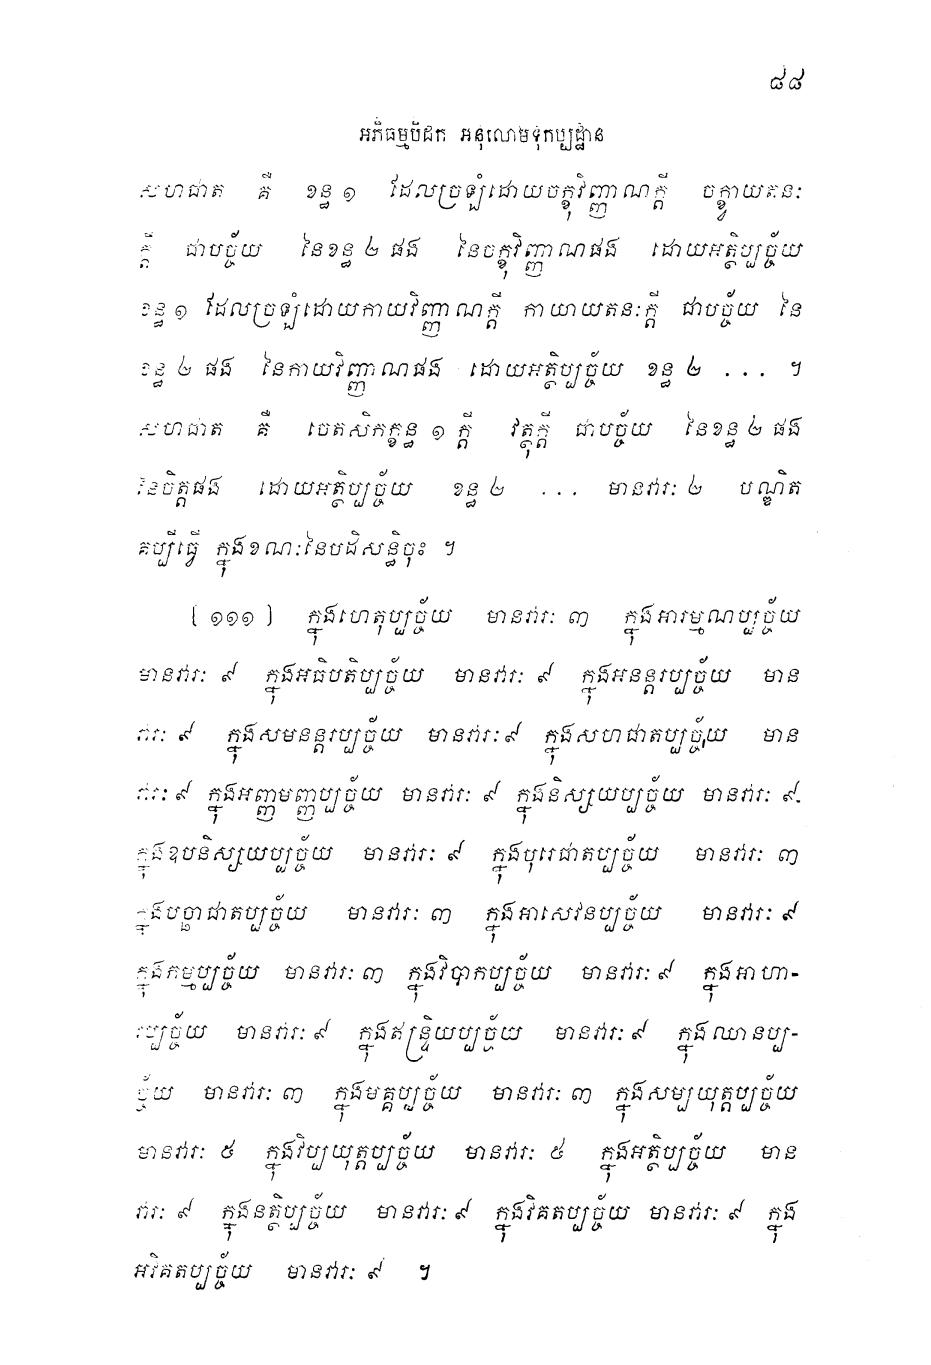 ៨៨
អភិធម្មបិដក អនុលោមទុកប្បដ្ឋាន
សហជាត គឺ ខន្ធ ១ ដែលច្រឡំដោយចក្ខុវិញ្ញាណក្តី ចក្ខ្វាយតនៈ
ក្តី ជាបច្ច័យ នៃខន្ធ ២ ផង នៃចក្ខុវិញ្ញាណផង ដោយអត្ថិប្បច្ច័យ
ខន្ធ ១ ដែលច្រឡំដោយកាយវិញ្ញាណក្តី កាយាយតនៈក្តី ជាបច្ច័យ នៃ
ខន្ធ ២ ផង នៃកាយវិញ្ញាណផង ដោយអត្ថិប្បច្ច័យ ខន្ធ ២ ... ។
សហជាត គឺ ចេតសិកក្ខន្ធ ១ ក្តី វត្ថុក្តី ជាបច្ច័យ នៃខន្ធ ២ ផង
នៃចិត្តផង ដោយអត្ថិប្បច្ច័យ ខន្ធ ២ ... មានវារៈ ២ បណ្ឌិត
គប្បីធ្វើ ក្នុងខណៈនៃបដិសន្ធិចុះ ។
[ ១១១ ] ក្នុងហេតុប្បច្ច័យ មានវារៈ ៣ ក្នុងអារម្មណប្បច្ច័យ
មានវារៈ ៩ ក្នុងអធិបតិប្បច្ច័យ មានវារៈ ៩ ក្នុងអនន្តរប្បច្ច័យ មាន
វារៈ ៩ ក្នុងសមនន្តរប្បច្ច័យ មានវារៈ ៩ ក្នុងសហជាតប្បច្ច័យ មាន
វារៈ ៩ ក្នុងអញ្ញមញ្ញប្បច្ច័យ មានវារៈ ៩ ក្នុងនិស្សយប្បច្ច័យ មានវារៈ ៩
ក្នុងឧបនិស្សយប្បច្ច័យ មានវារៈ ៩ ក្នុងបុរេជាតប្បច្ច័យ មានវារៈ ៣
ក្នុងបច្ឆាជាតប្បច្ច័យ មានវារៈ ៣ ក្នុងអាសេវនប្បច្ច័យ មានវារៈ ៩
ក្នុងកម្មប្បច្ច័យ មានវារៈ ៣ ក្នុងវិបាកប្បច្ច័យ មានវារៈ ៩ ក្នុងអាហា-
រប្បច្ច័យ មានវារៈ ៩ ក្នុងឥន្ទ្រិយប្បច្ច័យ មានវារៈ ៩ ក្នុងឈានប្ប-
ច្ច័យ មានវារៈ ៣ ក្នុងមគ្គប្បច្ច័យ មានវារៈ ៣ ក្នុងសម្បយុត្តប្បច្ច័យ
មានវារៈ ៥ ក្នុងវិប្បយុត្តប្បច្ច័យ មានវារៈ ៥ ក្នុងអត្ថិប្បច្ច័យ មាន
វារៈ ៩ ក្នុងនត្ថិប្បច្ច័យ មានវារៈ ៩ ក្នុងវិគតប្បច្ច័យ មានវារៈ ៩ ក្នុង
អវិគតប្បច្ច័យ មានវារៈ ៩ ។